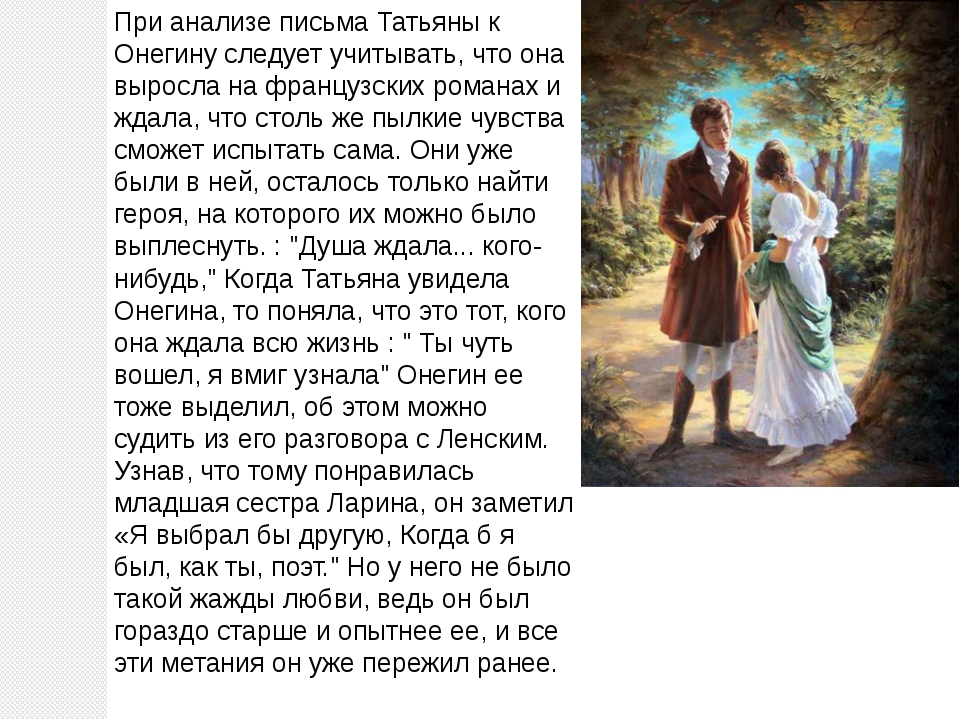 При анализе письма Татьяны к
Онегину следует учитывать, что она
выросла на французских романах и
ждала, что столь же пылкие чувства
сможет испытать сама. Они уже
были в ней, осталось только найти
героя, на которого их можно было
выплеснуть. : "Душа ждала... кого-
нибудь," Когда Татьяна увидела
Онегина, то поняла, что это тот, кого
она ждала всю жизнь : " Ты чуть
вошел, я вмиг узнала" Онегин ее
тоже выделил, об этом можно
судить из его разговора с Ленским.
Узнав, что тому понравилась
младшая сестра Ларина, он заметил
«Я выбрал бы другую, Когда б я
был, как ты, поэт." Но у него не было
такой жажды любви, ведь он был
гораздо старше и опытнее ее, и все
эти метания он уже пережил ранее.